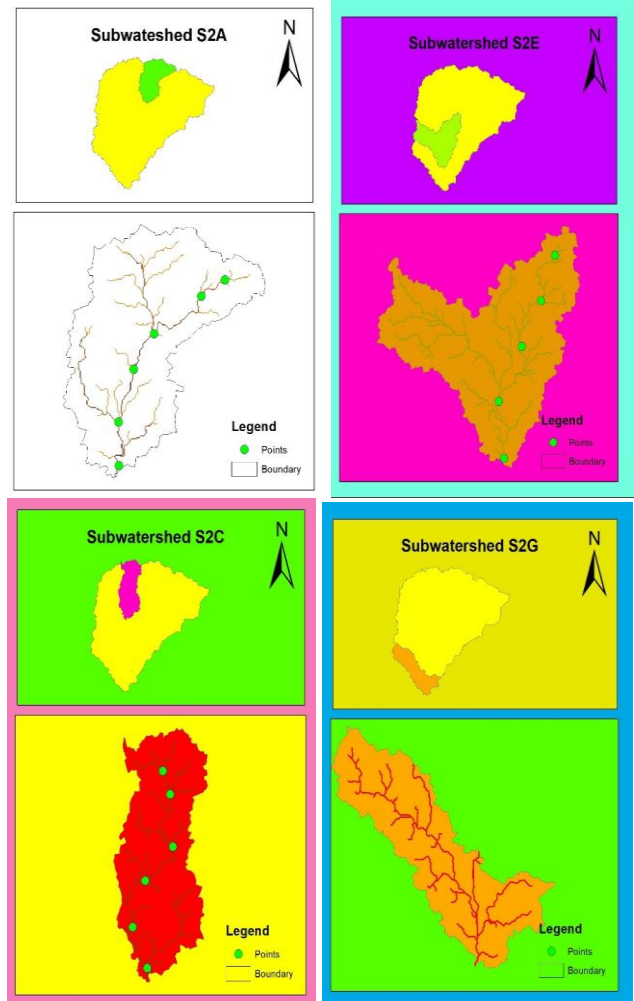 Subwateshed S2A
N
Legend
Points
Boundary
Subwatershed S2E
N
Legend
Points
Boundary
Subwatershed S2C
N
Legend
Points
Boundary
Subwatershed S2G
N
Legend
Points
Boundary